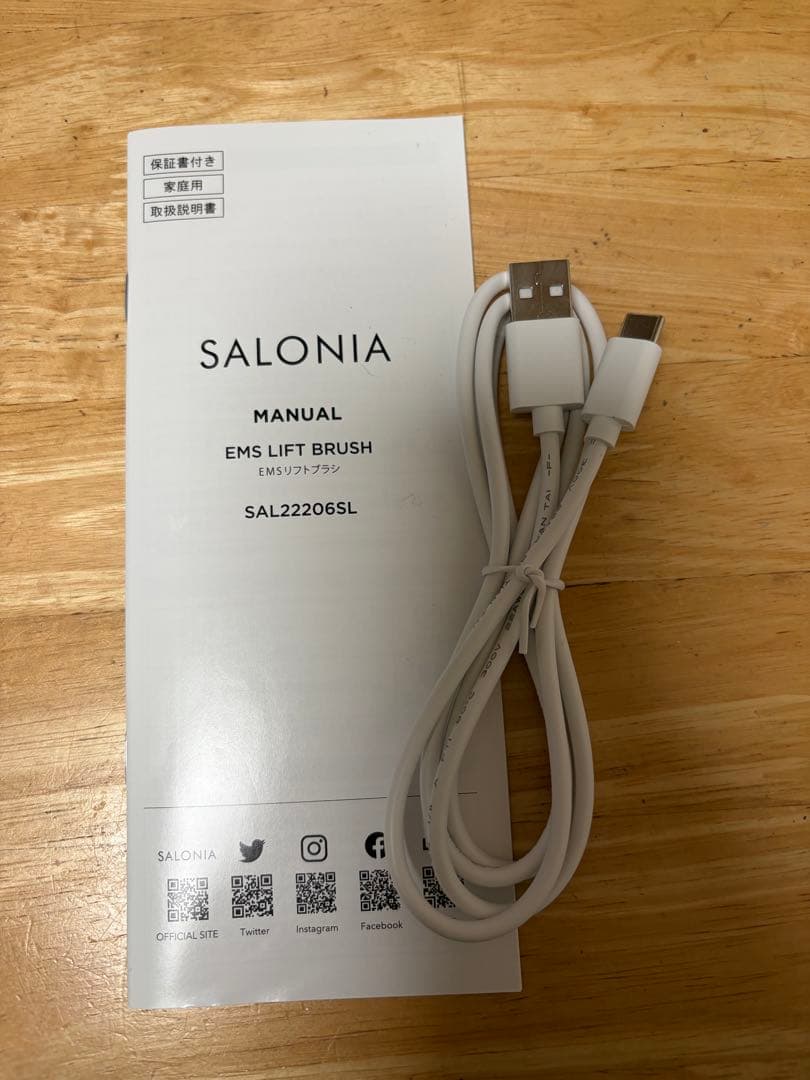 保証書付き
家庭用
取扱説明書
SALONIA
MANUAL
EMS LIFT BRUSH
EMSリフトブラシ
SAL22206SL
SALONIA
OFFICIAL SITE
Twitter
Instagram
Facebook
300V